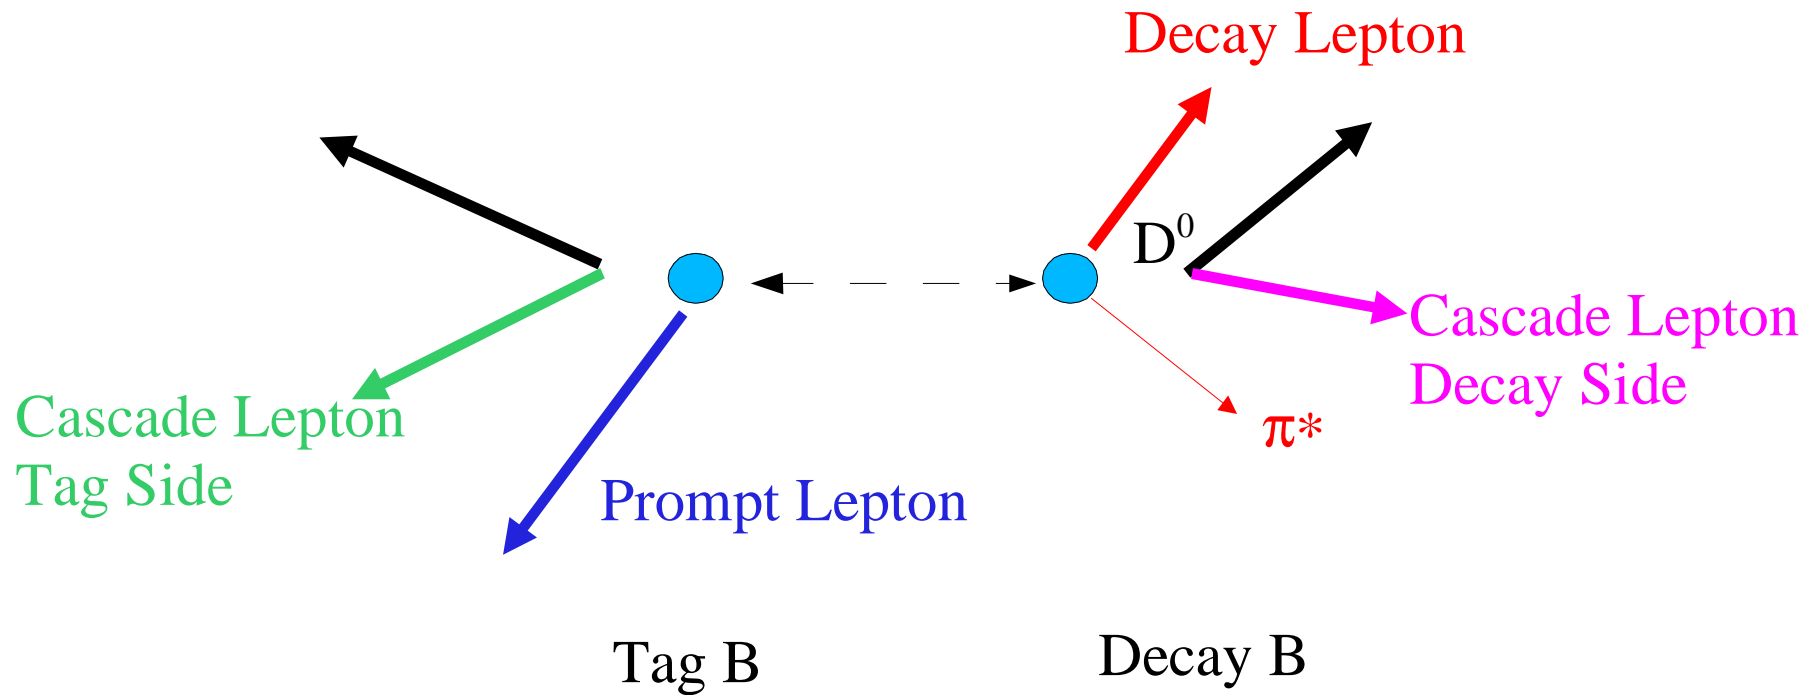 Decay Lepton
D⁰
Cascade Lepton
Decay Side
π*
Cascade Lepton
Tag Side
Prompt Lepton
Tag B
Decay B